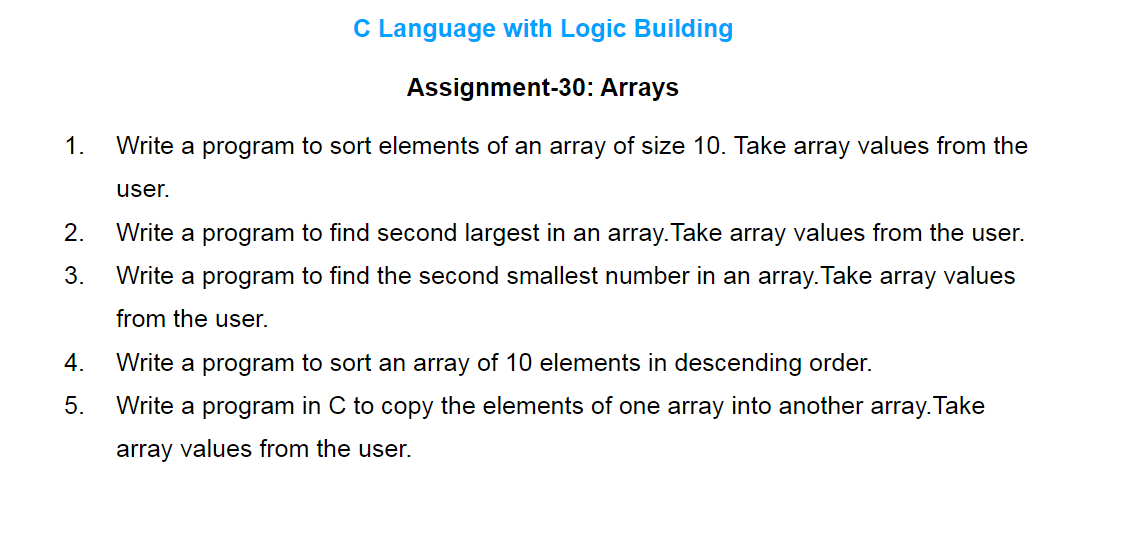 C Language with Logic Building
Assignment-30: Arrays
1. Write a program to sort elements of an array of size 10. Take array values from the
user.
2. Write a program to find second largest in an array.Take array values from the user.
3. Write a program to find the second smallest number in an array.Take array values
from the user.
4. Write a program to sort an array of 10 elements in descending order.
5. Write a program in C to copy the elements of one array into another array.Take
array values from the user.